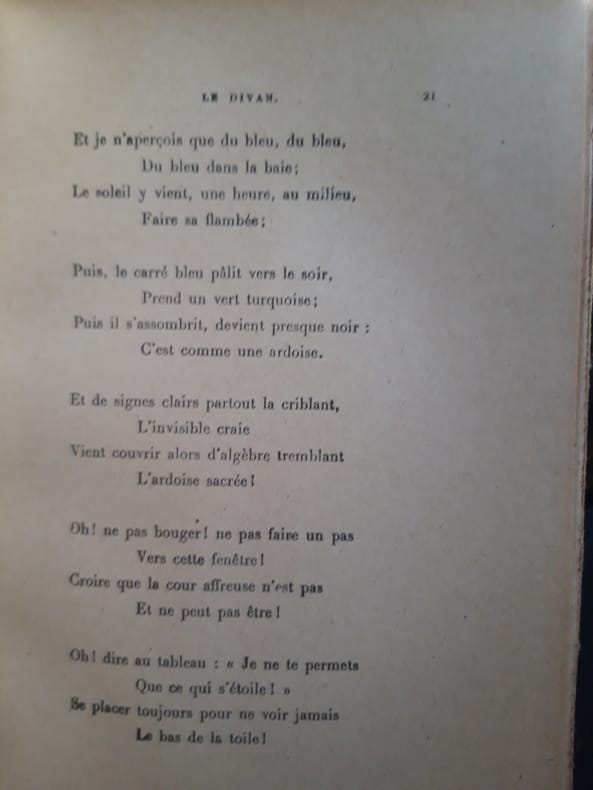 LE DIVAN.
21
Et je n'aperçois que du bleu, du bleu,
Du bleu dans la baie;
Le soleil y vient, une heure, au milieu,
Faire sa flambée;
Puis, le carré bleu pâlit vers le soir,
Prend un vert turquoise;
Puis il s'assombrit, devient presque noir :
C'est comme une ardoise.
Et de signes clairs partout la criblant,
L'invisible craie
Vient couvrir alors d'algèbre tremblant
L'ardoise sacrée!
Oh! ne pas bouger! ne pas faire un pas
Vers cette fenêtre!
Croire que la cour affreuse n'est pas
Et ne peut pas être!
Oh! dire au tableau : « Je ne te permets
Que ce qui s'étoile! »
Se placer toujours pour ne voir jamais
Le bas de la toile!